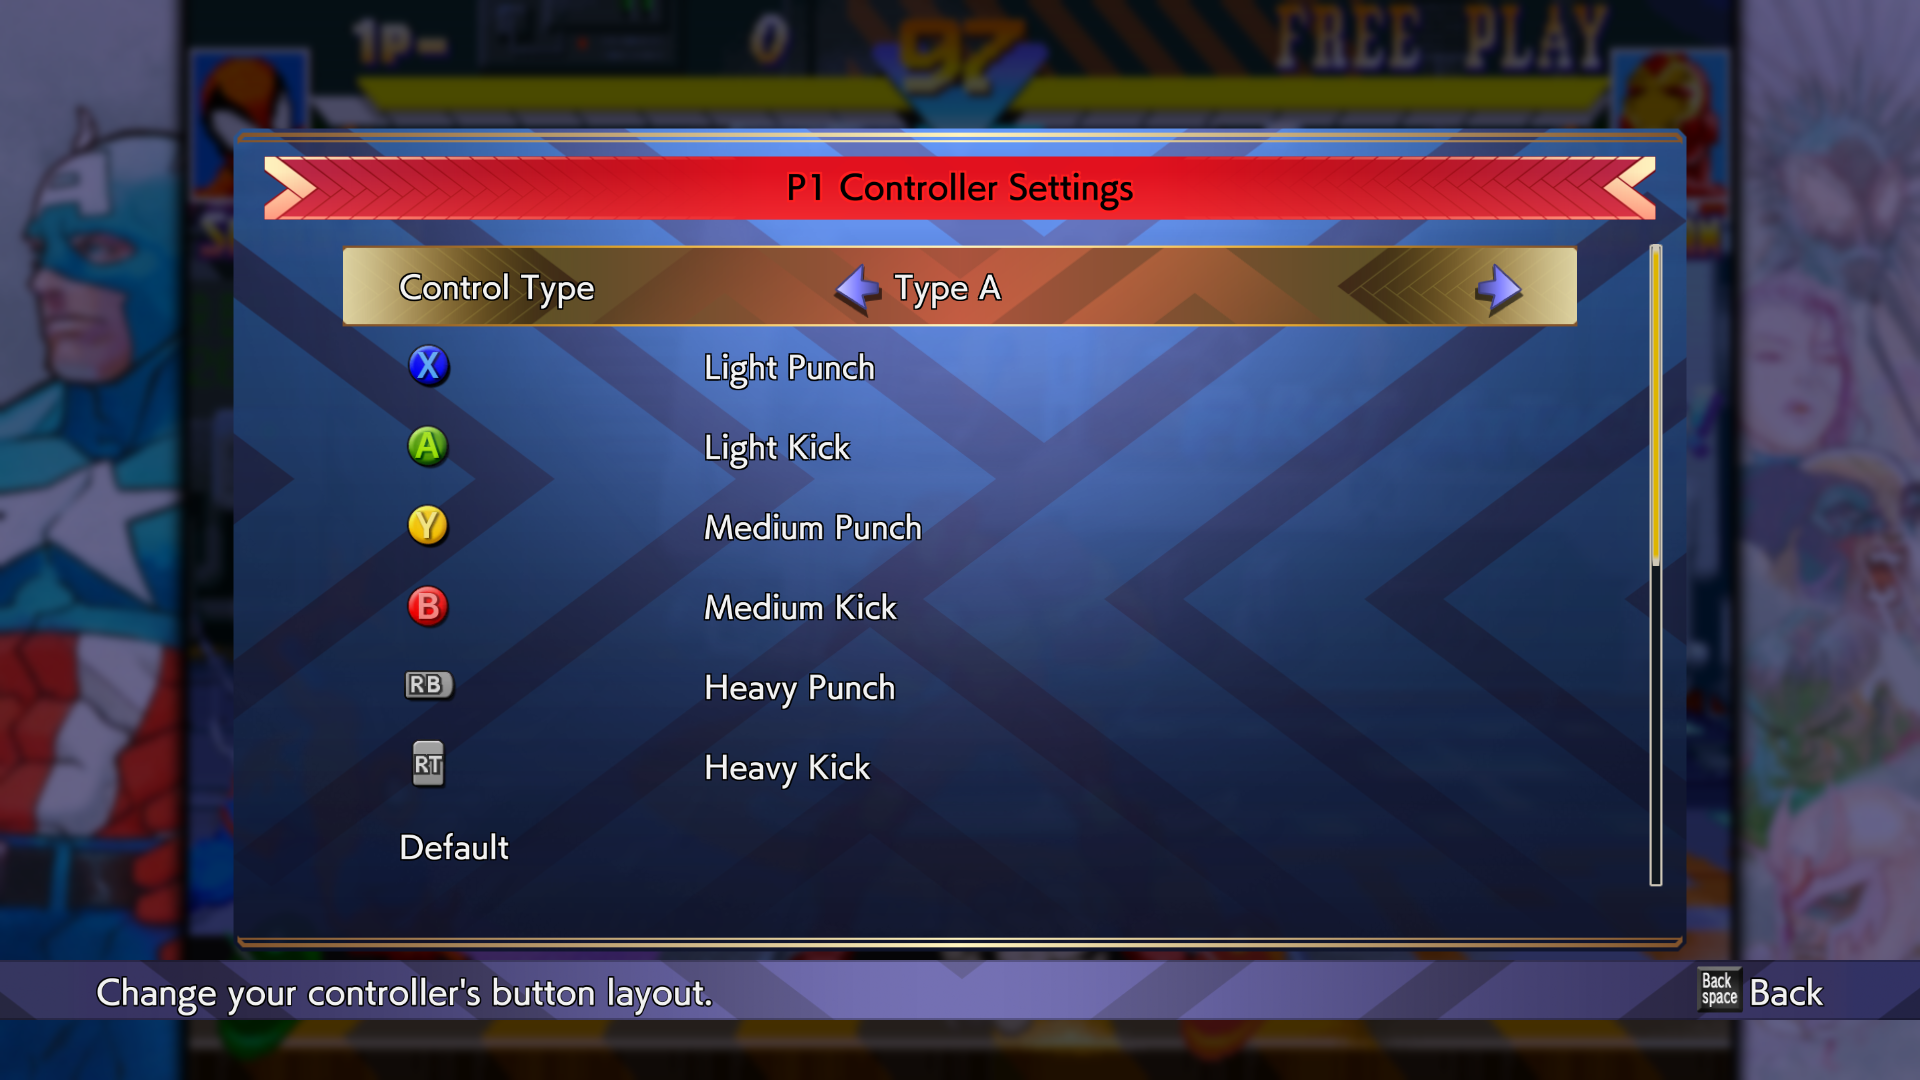 1P-
0
97
FREE PLAY
P1 Controller Settings
Control Type
Type A
X
Light Punch
A
Light Kick
Y
Medium Punch
B
Medium Kick
RB
Heavy Punch
RT
Heavy Kick
Default
Change your controller's button layout.
Back space
Back